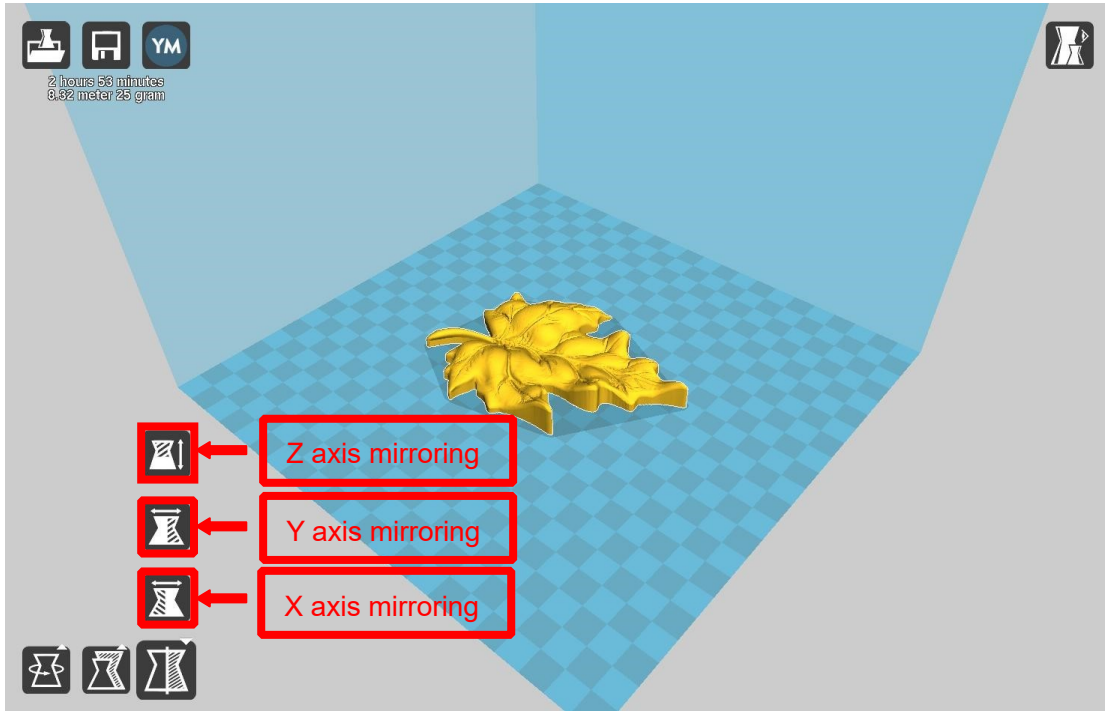 YM
2 hours 53 minutes
8.32 meter 25 gram
Z axis mirroring
Y axis mirroring
X axis mirroring